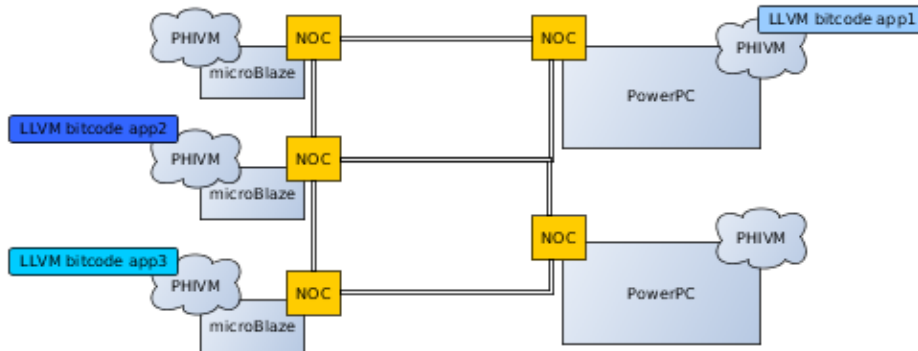 LLVM bitcode app1
PHIVM
NOC
NOC
PHIVM
microBlaze
PowerPC
LLVM bitcode app2
PHIVM
NOC
microBlaze
NOC
PHIVM
LLVM bitcode app3
PHIVM
NOC
PowerPC
microBlaze